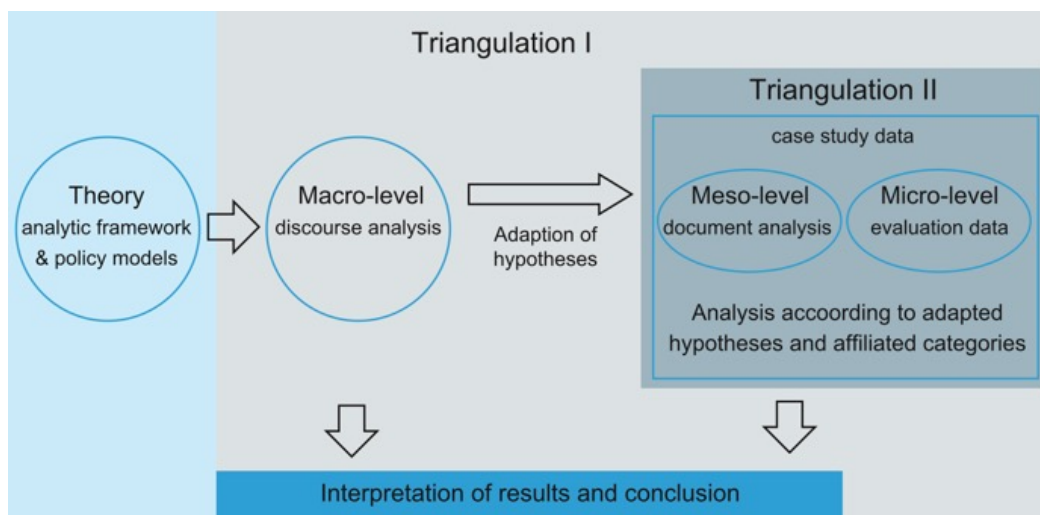 Triangulation I
Triangulation II
case study data
Theory
analytic framework
& policy models
Macro-level
discourse analysis
Adaption of
hypotheses
Meso-level
document analysis
Micro-level
evaluation data
Analysis accoording to adapted
hypotheses and affiliated categories
Interpretation of results and conclusion